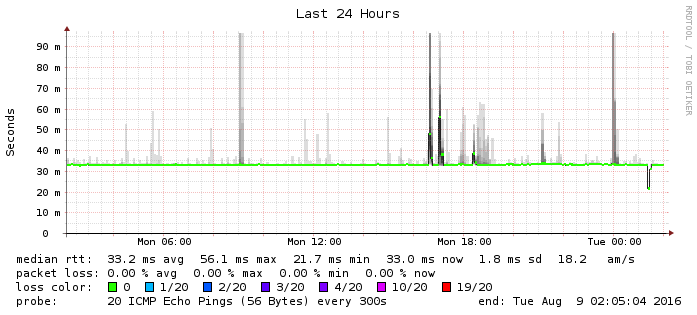 Last 24 Hours
RRDTOOL / TOBI OETIKER
Seconds
90 m
80 m
70 m
60 m
50 m
40 m
30 m
20 m
10 m
0
Mon 06:00 Mon 12:00 Mon 18:00 Tue 00:00
median rtt: 33.2 ms avg 56.1 ms max 21.7 ms min 33.0 ms now 1.8 ms sd 18.2 am/s
packet loss: 0.00 % avg 0.00 % max 0.00 % min 0.00 % now
loss color: 0 1/20 2/20 3/20 4/20 10/20 19/20
probe: 20 ICMP Echo Pings (56 Bytes) every 300s end: Tue Aug 9 02:05:04 2016